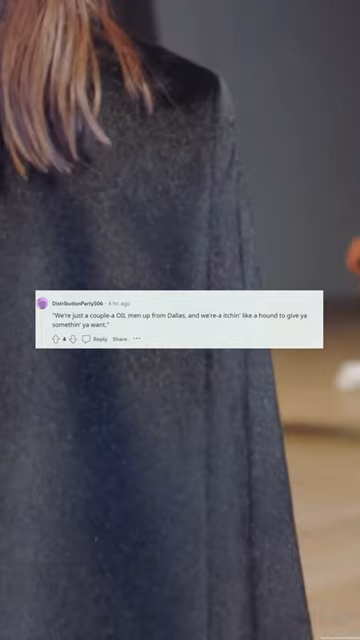 DistributionParty506 · 4 hr. ago
"We're just a couple-a OIL men up from Dallas, and we're-a itchin' like a hound to give ya
somethin' ya want."
4 Reply Share ...